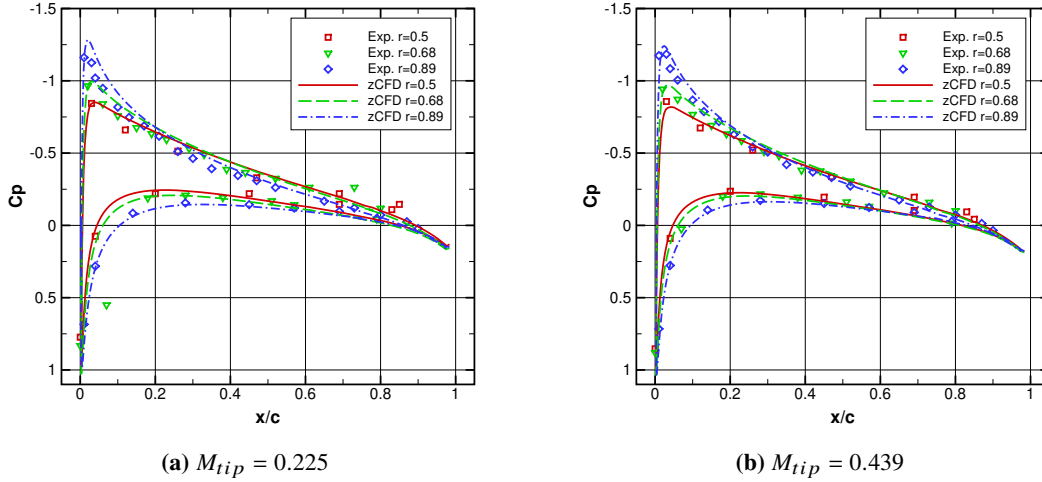 -1.5
-1
-0.5
0
0.5
1
Cp
0
0.2
0.4
0.6
0.8
1
x/c
Exp. r=0.5
Exp. r=0.68
Exp. r=0.89
zCFD r=0.5
zCFD r=0.68
zCFD r=0.89
(a) M_{tip} = 0.225
-1.5
-1
-0.5
0
0.5
1
Cp
0
0.2
0.4
0.6
0.8
1
x/c
Exp. r=0.5
Exp. r=0.68
Exp. r=0.89
zCFD r=0.5
zCFD r=0.68
zCFD r=0.89
(b) M_{tip} = 0.439